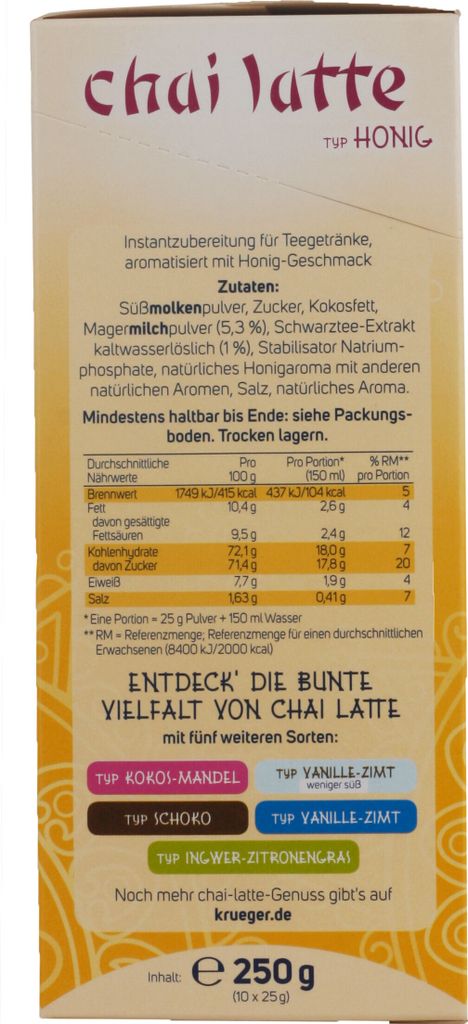 chai latte
TYP HONIG
Instantzubereitung für Teegetränke,
aromatisiert mit Honig-Geschmack
Zutaten:
Süßmolkenpulver, Zucker, Kokosfett,
Magermilchpulver (5,3 %), Schwarztee-Extrakt
kaltwasserlöslich (1 %), Stabilisator Natrium-
phosphate, natürliches Honigaroma mit anderen
natürlichen Aromen, Salz, natürliches Aroma.
Mindestens haltbar bis Ende: siehe Packungs-
boden. Trocken lagern.
Durchschnittliche Pro Pro Portion* % RM**
Nährwerte 100 g (150 ml) pro Portion
Brennwert 1749 kJ/415 kcal 437 kJ/104 kcal 5
Fett 10,4 g 2,6 g 4
davon gesättigte
Fettsäuren 9,5 g 2,4 g 12
Kohlenhydrate 72,1 g 18,0 g 7
davon Zucker 71,4 g 17,8 g 20
Eiweiß 7,7 g 1,9 g 4
Salz 1,63 g 0,41 g 7
* Eine Portion = 25 g Pulver + 150 ml Wasser
** RM = Referenzmenge; Referenzmenge für einen durchschnittlichen
Erwachsenen (8400 kJ/2000 kcal)
ENTDECK' DIE BUNTE
VIELFALT VON CHAI LATTE
mit fünf weiteren Sorten:
TYP KOKOS-MANDEL TYP VANILLE-ZIMT
weniger süß
TYP SCHOKO TYP VANILLE-ZIMT
TYP INGWER-ZITRONENGRAS
Noch mehr chai-latte-Genuss gibt's auf
krueger.de
Inhalt: ℮ 250 g
(10 x 25 g)